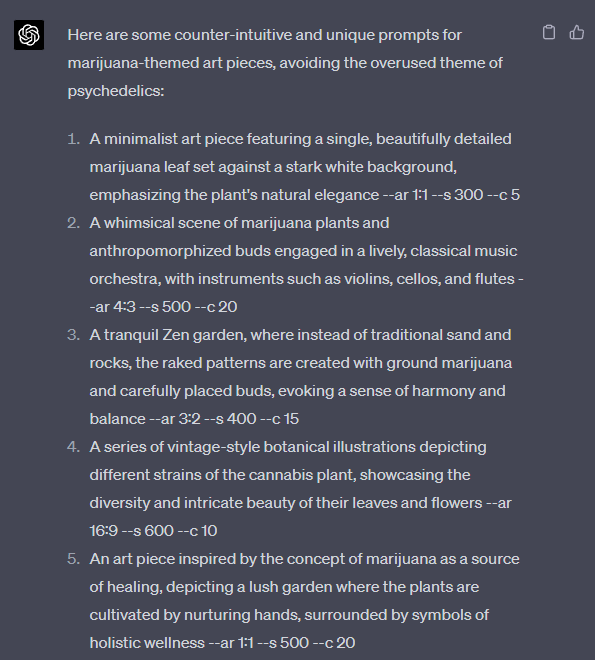 Here are some counter-intuitive and unique prompts for
marijuana-themed art pieces, avoiding the overused theme of
psychedelics:
1. A minimalist art piece featuring a single, beautifully detailed
marijuana leaf set against a stark white background,
emphasizing the plant's natural elegance --ar 1:1 --s 300 --c 5
2. A whimsical scene of marijuana plants and
anthropomorphized buds engaged in a lively, classical music
orchestra, with instruments such as violins, cellos, and flutes -
-ar 4:3 --s 500 --c 20
3. A tranquil Zen garden, where instead of traditional sand and
rocks, the raked patterns are created with ground marijuana
and carefully placed buds, evoking a sense of harmony and
balance --ar 3:2 --s 400 --c 15
4. A series of vintage-style botanical illustrations depicting
different strains of the cannabis plant, showcasing the
diversity and intricate beauty of their leaves and flowers --ar
16:9 --s 600 --c 10
5. An art piece inspired by the concept of marijuana as a source
of healing, depicting a lush garden where the plants are
cultivated by nurturing hands, surrounded by symbols of
holistic wellness --ar 1:1 --s 500 --c 20